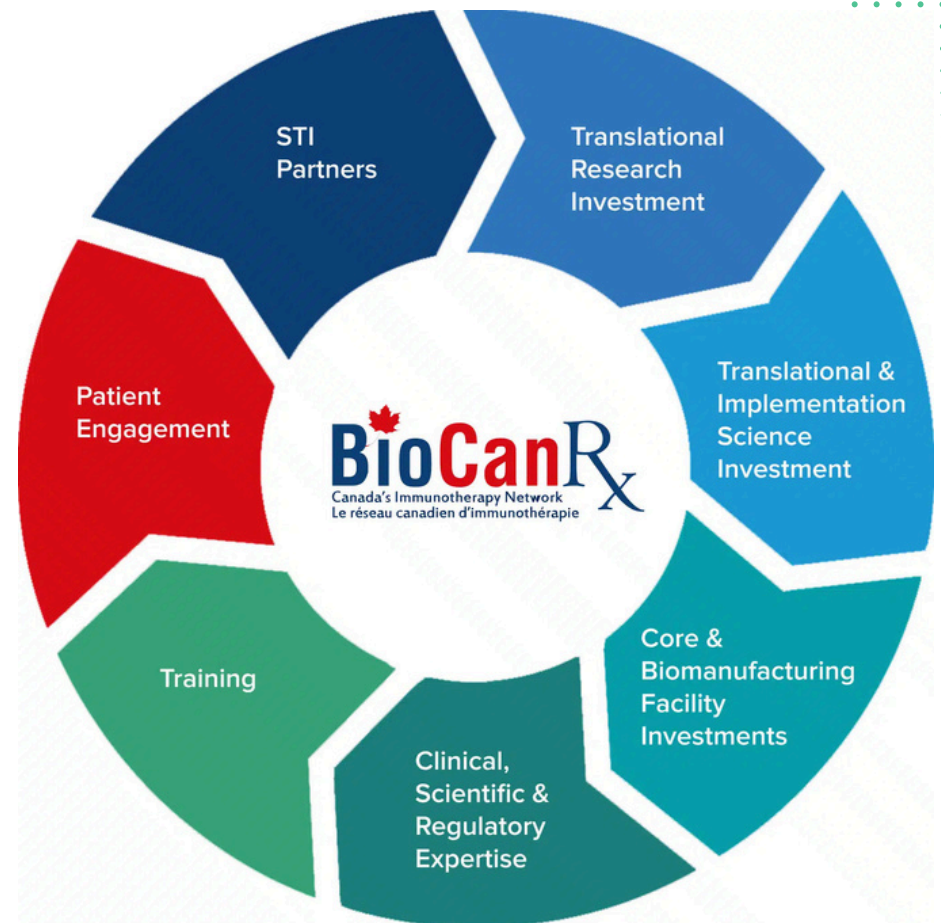 STI
Partners
Translational
Research
Investment
Translational &
Implementation
Science
Investment
Core &
Biomanufacturing
Facility
Investments
Clinical,
Scientific &
Regulatory
Expertise
Training
Patient
Engagement
BioCanRx
Canada's Immunotherapy Network
Le réseau canadien d'immunothérapie